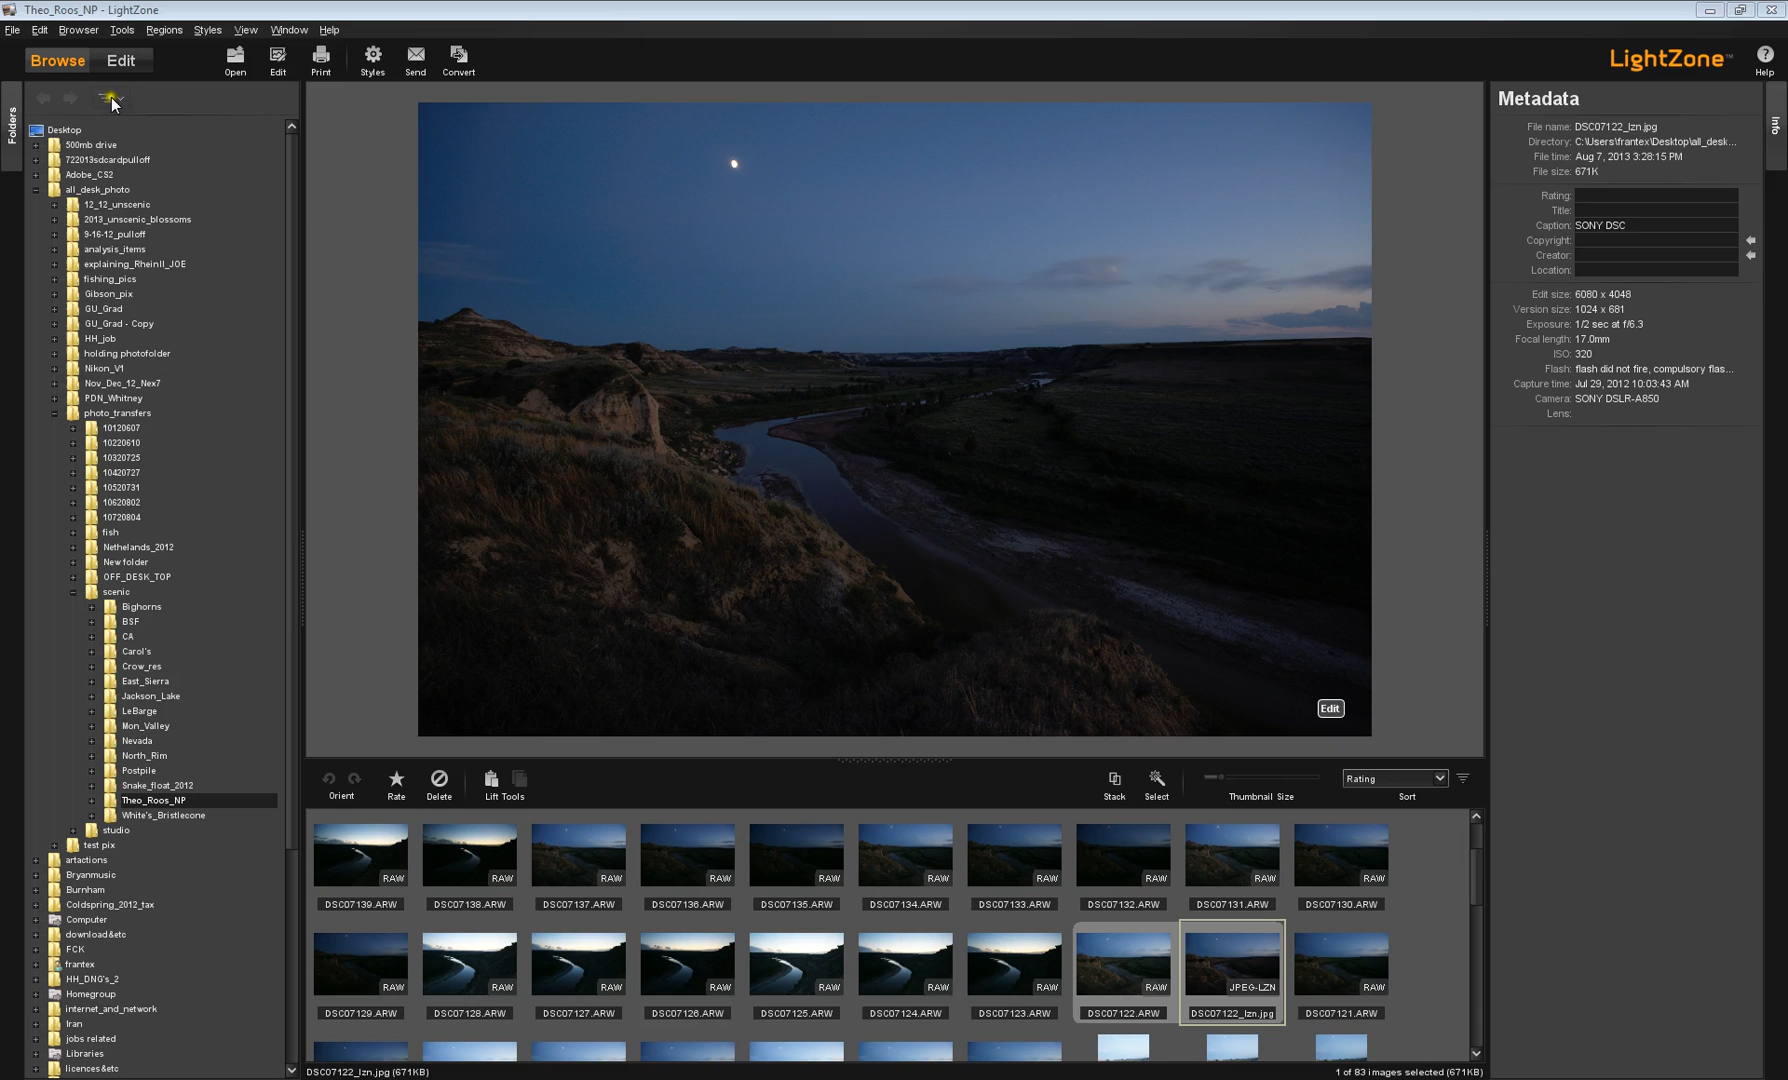 Theo_Roos_NP - LightZone
File Edit Browser Tools Regions Styles View Window Help
Browse Edit
Open Edit Print Styles Send Convert
LightZone™
Help
Folders
Desktop
500mb drive
722013sdcardpulloff
Adobe_CS2
all_desk_photo
12_12_unscenic
2013_unscenic_blossoms
9-16-12_pulloff
analysis_items
explaining_RheinII_JOE
fishing_pics
Gibson_pix
GU_Grad
GU_Grad - Copy
HH_job
holding photofolder
Nikon_V1
Nov_Dec_12_Nex7
PDN_Whitney
photo_transfers
10120607
10220610
10320725
10420727
10520731
10620802
10720804
fish
Nethelands_2012
New folder
OFF_DESK_TOP
scenic
Bighorns
BSF
CA
Carol's
Crow_res
East_Sierra
Jackson_Lake
LeBarge
Mon_Valley
Nevada
North_Rim
Postpile
Snake_float_2012
Theo_Roos_NP
White's_Bristlecone
studio
test pix
artactions
Bryanmusic
Burnham
Coldspring_2012_tax
Computer
download&etc
FCK
frantex
HH_DNG's_2
Homegroup
internet_and_network
Iran
jobs related
Libraries
licences&etc
Edit
Orient Rate Delete Lift Tools Stack Select Thumbnail Size Rating Sort
RAW RAW RAW RAW RAW RAW RAW RAW RAW RAW
DSC07139.ARW DSC07138.ARW DSC07137.ARW DSC07136.ARW DSC07135.ARW DSC07134.ARW DSC07133.ARW DSC07132.ARW DSC07131.ARW DSC07130.ARW
RAW RAW RAW RAW RAW RAW RAW RAW JPEG-LZN RAW
DSC07129.ARW DSC07128.ARW DSC07127.ARW DSC07126.ARW DSC07125.ARW DSC07124.ARW DSC07123.ARW DSC07122.ARW DSC07122_lzn.jpg DSC07121.ARW
DSC07122_lzn.jpg (671KB)
1 of 83 images selected (671KB)
Metadata
Info
File name: DSC07122_lzn.jpg
Directory: C:\Users\frantex\Desktop\all_desk...
File time: Aug 7, 2013 3:28:15 PM
File size: 671K
Rating:
Title:
Caption: SONY DSC
Copyright:
Creator:
Location:
Edit size: 6080 x 4048
Version size: 1024 x 681
Exposure: 1/2 sec at f/6.3
Focal length: 17.0mm
ISO: 320
Flash: flash did not fire, compulsory flas...
Capture time: Jul 29, 2012 10:03:43 AM
Camera: SONY DSLR-A850
Lens: